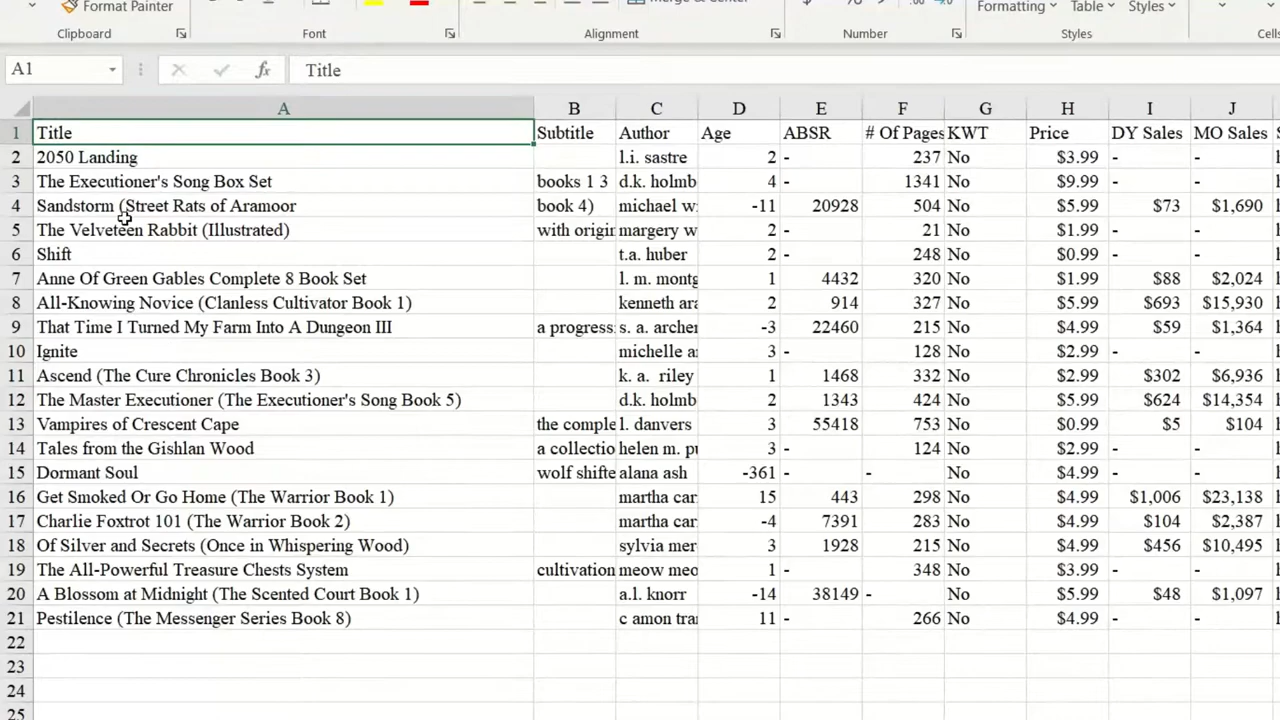 Format Painter
Merge & Center
Formatting Table Styles
Clipboard Font Alignment Number Styles
A1 fx Title
A B C D E F G H I J
1 Title Subtitle Author Age ABSR # Of Pages KWT Price DY Sales MO Sales
2 2050 Landing l.i. sastre 2 - 237 No $3.99 - -
3 The Executioner's Song Box Set books 1 3 d.k. holmb 4 - 1341 No $9.99 - -
4 Sandstorm (Street Rats of Aramoor book 4) michael w -11 20928 504 No $5.99 $73 $1,690
5 The Velveteen Rabbit (Illustrated) with origin margery w 2 - 21 No $1.99 - -
6 Shift t.a. huber 2 - 248 No $0.99 - -
7 Anne Of Green Gables Complete 8 Book Set l. m. montg 1 4432 320 No $1.99 $88 $2,024
8 All-Knowing Novice (Clanless Cultivator Book 1) kenneth ara 2 914 327 No $5.99 $693 $15,930
9 That Time I Turned My Farm Into A Dungeon III a progress s. a. archer -3 22460 215 No $4.99 $59 $1,364
10 Ignite michelle a 3 - 128 No $2.99 - -
11 Ascend (The Cure Chronicles Book 3) k. a. riley 1 1468 332 No $2.99 $302 $6,936
12 The Master Executioner (The Executioner's Song Book 5) d.k. holmb 2 1343 424 No $5.99 $624 $14,354
13 Vampires of Crescent Cape the comple l. danvers 3 55418 753 No $0.99 $5 $104
14 Tales from the Gishlan Wood a collectio helen m. pu 3 - 124 No $2.99 - -
15 Dormant Soul wolf shifte alana ash -361 - No $4.99 - -
16 Get Smoked Or Go Home (The Warrior Book 1) martha car 15 443 298 No $4.99 $1,006 $23,138
17 Charlie Foxtrot 101 (The Warrior Book 2) martha car -4 7391 283 No $4.99 $104 $2,387
18 Of Silver and Secrets (Once in Whispering Wood) sylvia mer 3 1928 215 No $4.99 $456 $10,495
19 The All-Powerful Treasure Chests System cultivation meow meo 1 - 348 No $3.99 - -
20 A Blossom at Midnight (The Scented Court Book 1) a.l. knorr -14 38149 - No $5.99 $48 $1,097
21 Pestilence (The Messenger Series Book 8) c amon tra 11 - 266 No $4.99 - -
22
23
24
25